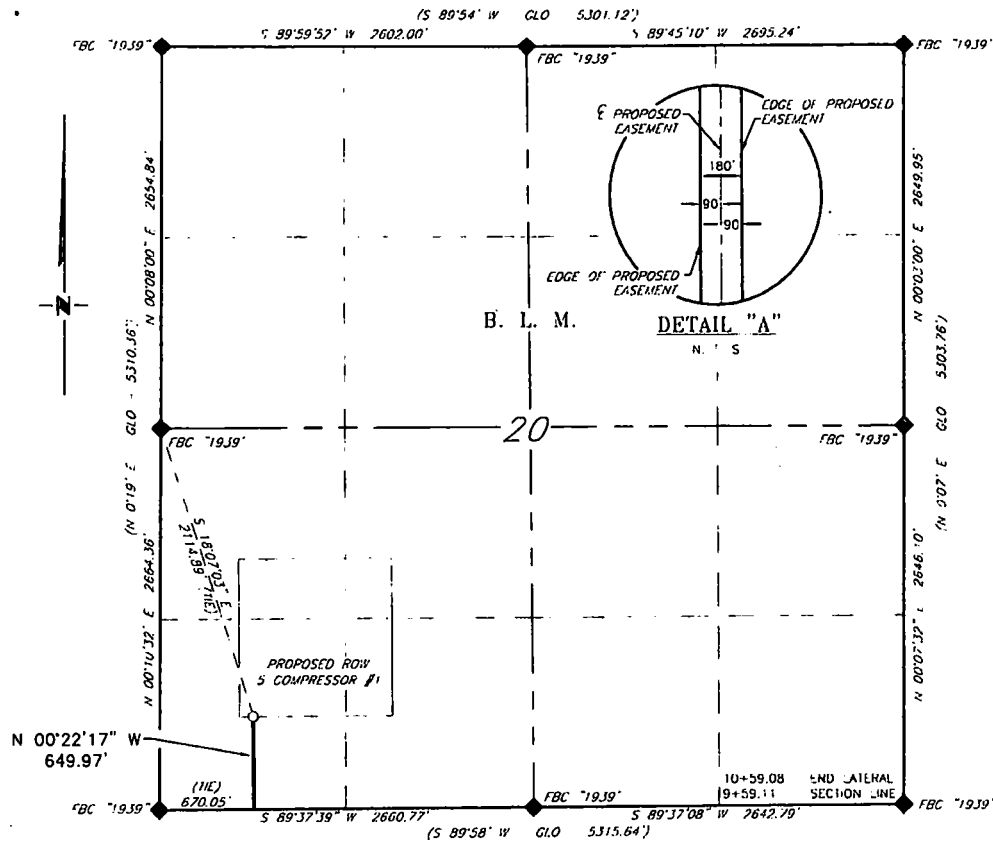 (S 89°54' W GLO 5301.12')
S 89°59'52" W 2602.00'
S 89°45'10" W 2695.24'
FBC "1939'
FBC "1939'
FBC "1939'
℄ PROPOSED
EASEMENT
EDGE OF PROPOSED
EASEMENT
180'
90
90
EDGE OF PROPOSED
EASEMENT
DETAIL "A"
N. T S
N 00°08'00" E 2654.84'
N 00°03'00" E 2649.95'
(N 0°19' E GLO - 5310.36')
(N 0°07' E GLO 5303.76')
N
B. L. M.
FBC "1939'
20
FBC "1939'
S 18°07'03" E
2114.89' (TIE)
N 00°10'32" E 2664.36'
N 00°07'32" E 2646.10'
PROPOSED ROW
5 COMPRESSOR #1
N 00°22'17" W
649.97'
(TIE)
670.05'
10+59.08 END LATERAL
9+59.11 SECTION LINE
FBC "1939"
FBC "1939'
FBC "1939'
S 89°37'39" W 2660.77'
S 89°37'08" W 2642.79'
(S 89°58' W GLO 5315.64')